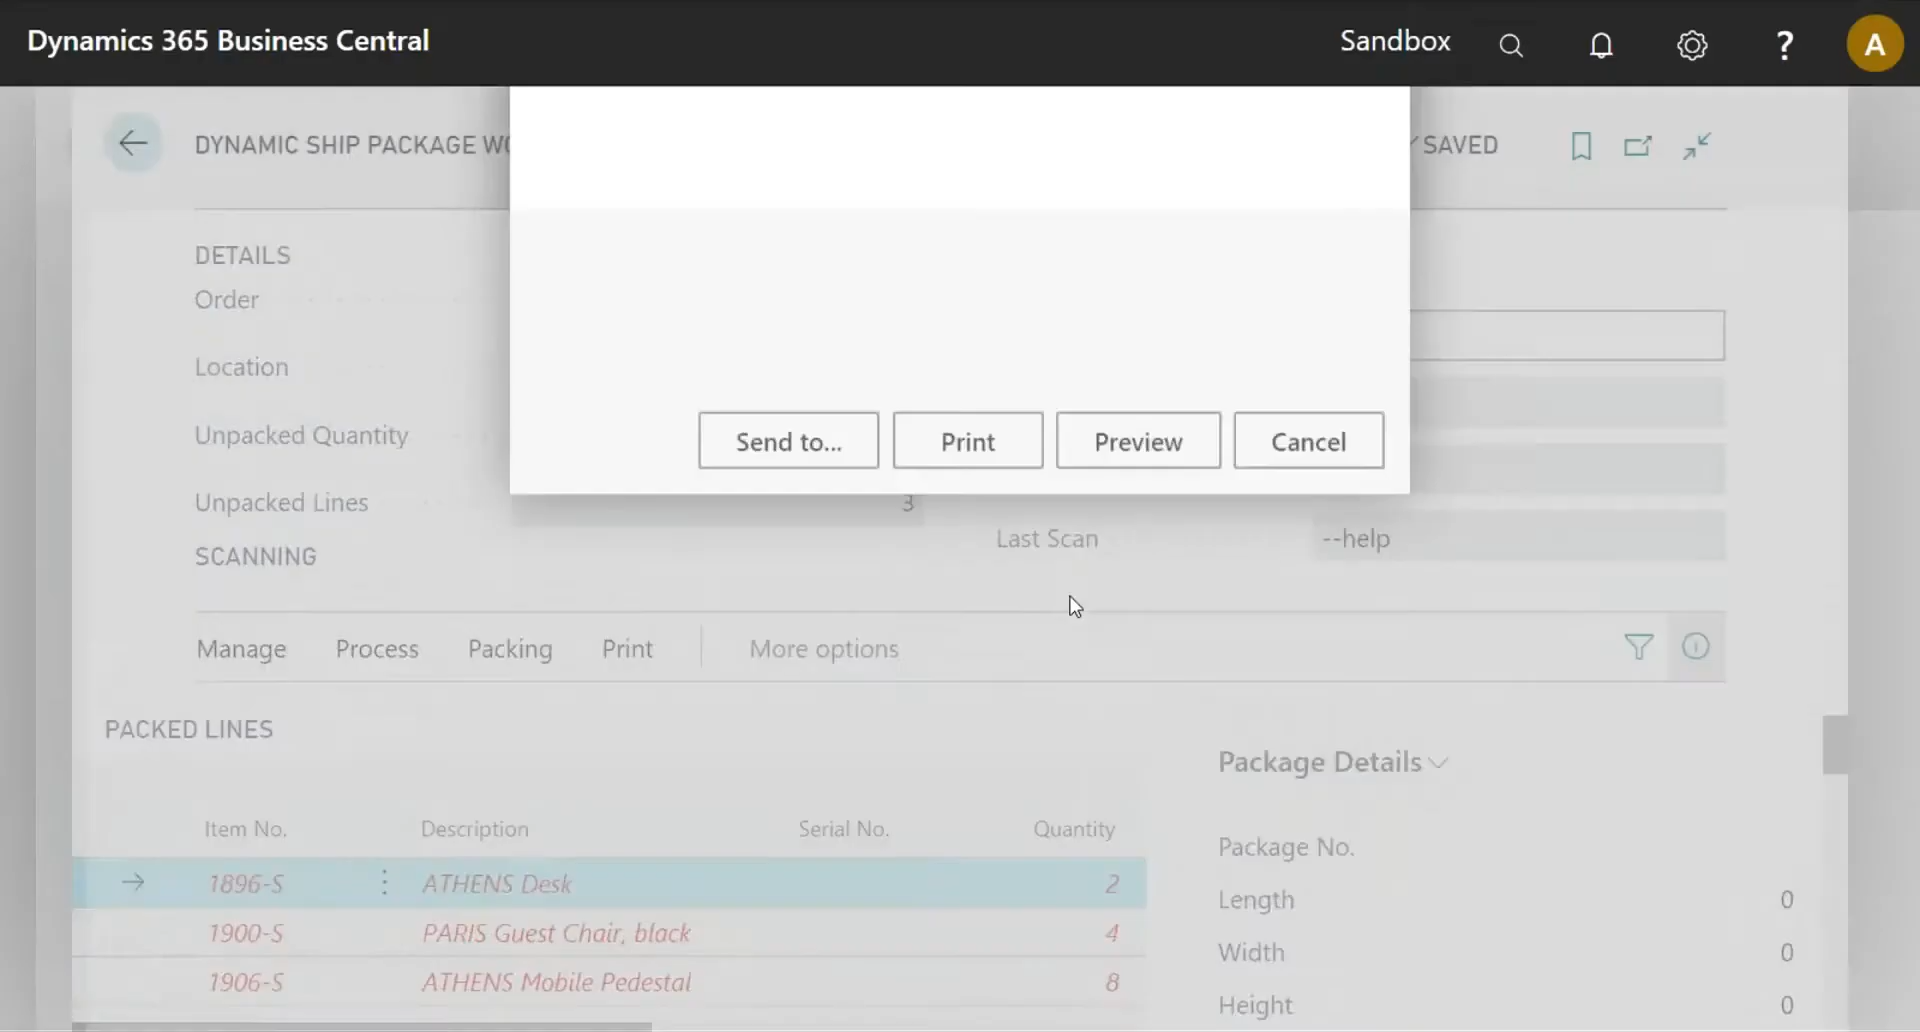 Dynamics 365 Business Central
Sandbox
?
A
DYNAMIC SHIP PACKAGE
SAVED
DETAILS
Order
Location
Unpacked Quantity
Unpacked Lines
3
SCANNING
Send to...
Print
Preview
Cancel
Last Scan
--help
Manage
Process
Packing
Print
More options
PACKED LINES
Item No.
Description
Serial No.
Quantity
1896-S
ATHENS Desk
2
1900-S
PARIS Guest Chair, black
4
1906-S
ATHENS Mobile Pedestal
8
Package Details
Package No.
Length
0
Width
0
Height
0